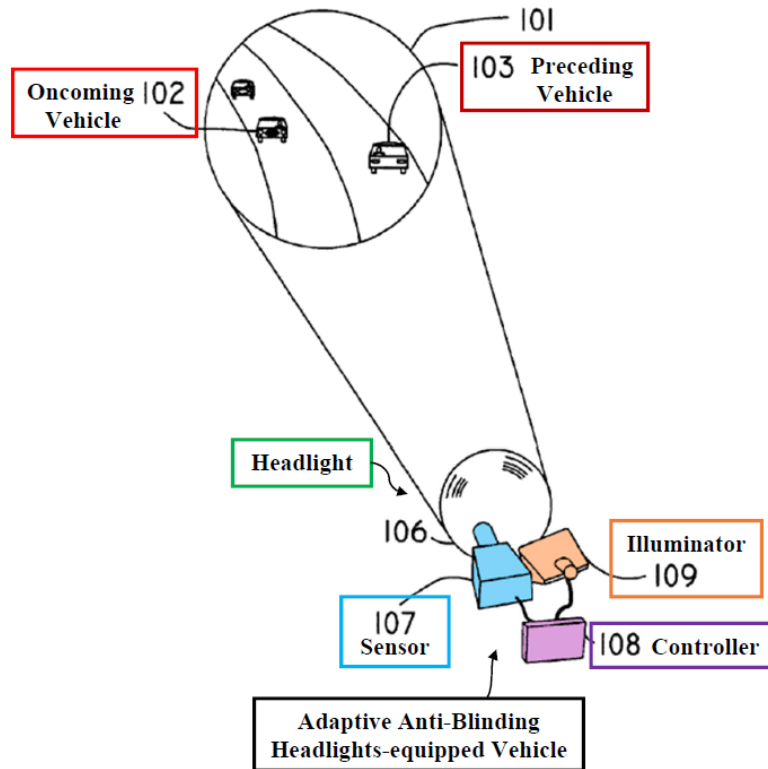 101
Oncoming 102
Vehicle
103 Preceding
Vehicle
Headlight
106
Illuminator
109
107
Sensor
108 Controller
Adaptive Anti-Blinding
Headlights-equipped Vehicle